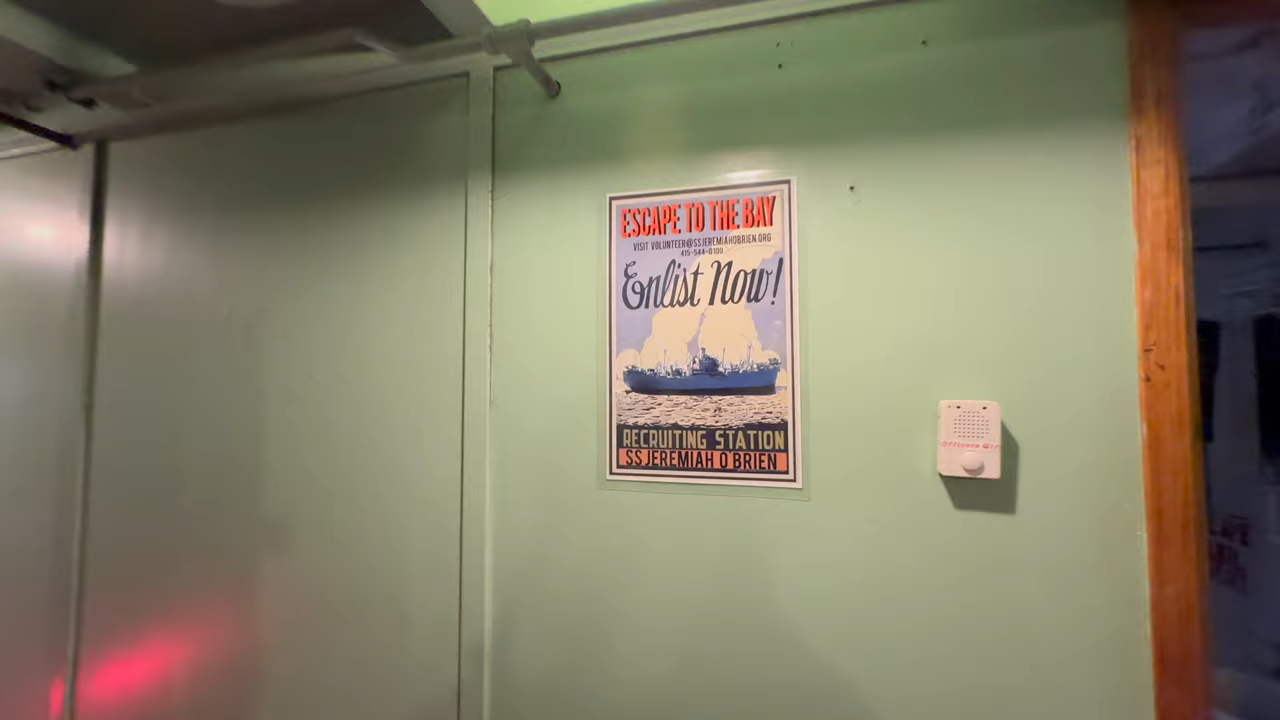 ESCAPE TO THE BAY
VISIT VOLUNTEER@SSJEREMIAHOBRIEN.ORG
415-544-0100
Enlist Now!
RECRUITING STATION
SS JEREMIAH O'BRIEN